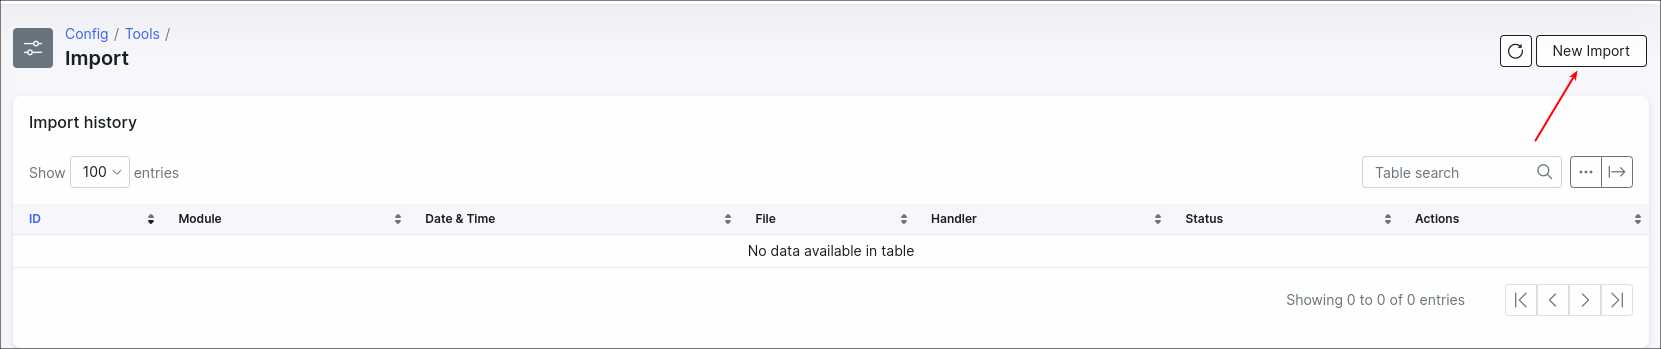 Config / Tools /
Import
New Import
Import history
Show 100 entries
Table search
ID Module Date & Time File Handler Status Actions
No data available in table
Showing 0 to 0 of 0 entries